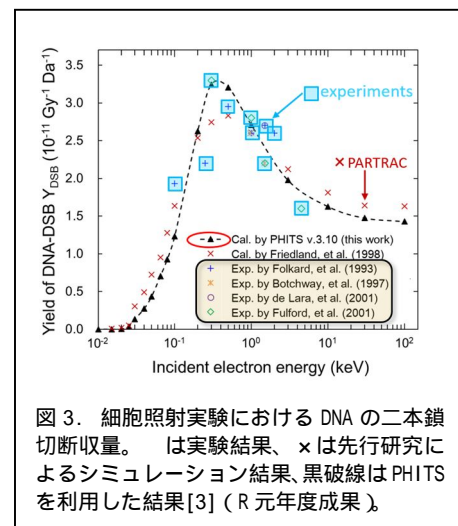 Yield of DNA-DSB Y_DSB (10^-11 Gy^-1 Da^-1)
3.5
3.0
2.5
2.0
1.5
1.0
0.5
0.0
experiments
× PARTRAC
Cal. by PHITS v.3.10 (this work)
Cal. by Friedland, et al. (1998)
Exp. by Folkard, et al. (1993)
Exp. by Botchway, et al. (1997)
Exp. by de Lara, et al. (2001)
Exp. by Fulford, et al. (2001)
10^-2 10^-1 10^0 10^1 10^2
Incident electron energy (keV)
図 3. 細胞照射実験における DNA の二本鎖
切断収量。 は実験結果、×は先行研究に
よるシミュレーション結果、黒破線は PHITS
を利用した結果[3](R 元年度成果)。